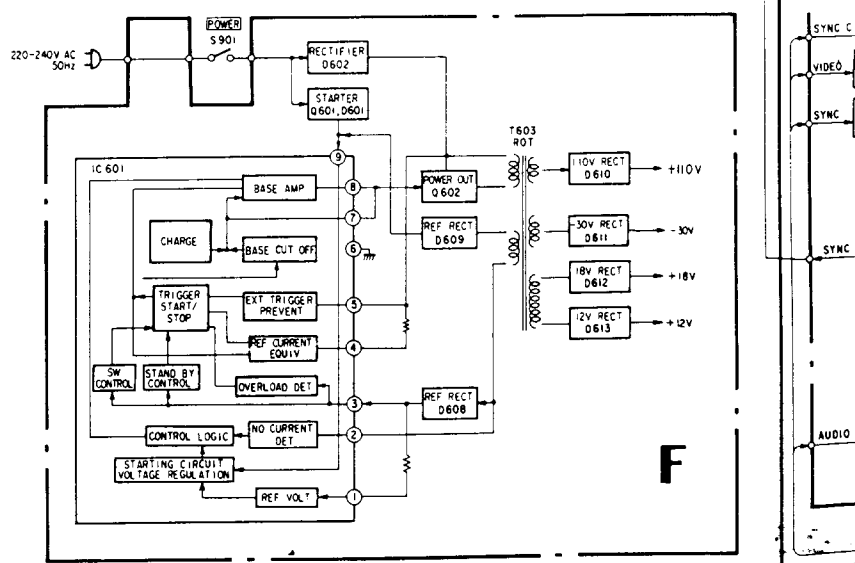 POWER
S901
220-240V AC
50Hz
RECTIFIER
D602
STARTER
Q601,D601
T603
ROT
IC 601
9
BASE AMP
8
POWER OUT
Q602
110V RECT
D610
+110V
7
CHARGE
BASE CUT OFF
6
REF RECT
D609
-30V RECT
D611
-30V
18V RECT
D612
+18V
TRIGGER
START/
STOP
EXT TRIGGER
PREVENT
5
12V RECT
D613
+12V
REF CURRENT
EQUIV
4
SW
CONTROL
STAND BY
CONTROL
OVERLOAD DET
3
REF RECT
D608
CONTROL LOGIC
NO CURRENT
DET
2
STARTING CIRCUIT
VOLTAGE REGULATION
REF VOLT
1
F
SYNC C
VIDEO
SYNC
SYNC
AUDIO